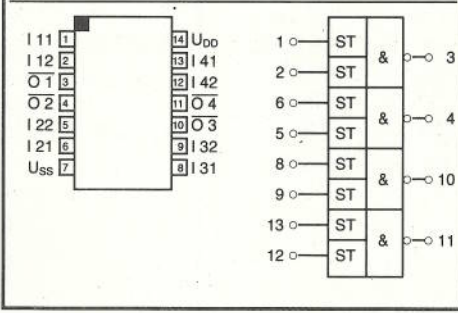 I 11 1 14 U_DD
I 12 2 13 I 41
O̅ ̅1̅ 3 12 I 42
O̅ ̅2̅ 4 11 O̅ ̅4̅
I 22 5 10 O̅ ̅3̅
I 21 6 9 I 32
U_SS 7 8 I 31
1 ST & 3
2 ST
6 ST & 4
5 ST
8 ST & 10
9 ST
13 ST & 11
12 ST